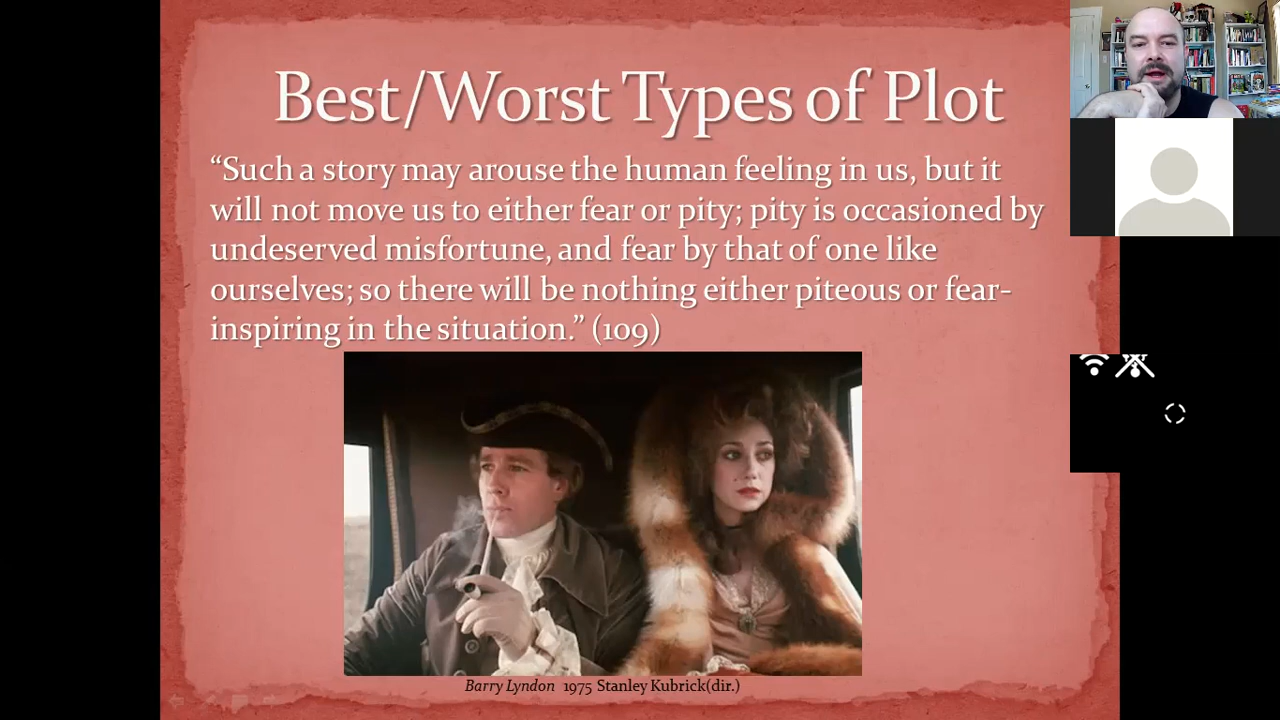 Best/Worst Types of Plot
“Such a story may arouse the human feeling in us, but it
will not move us to either fear or pity; pity is occasioned by
undeserved misfortune, and fear by that of one like
ourselves; so there will be nothing either piteous or fear-
inspiring in the situation.” (109)
Barry Lyndon 1975 Stanley Kubrick(dir.)